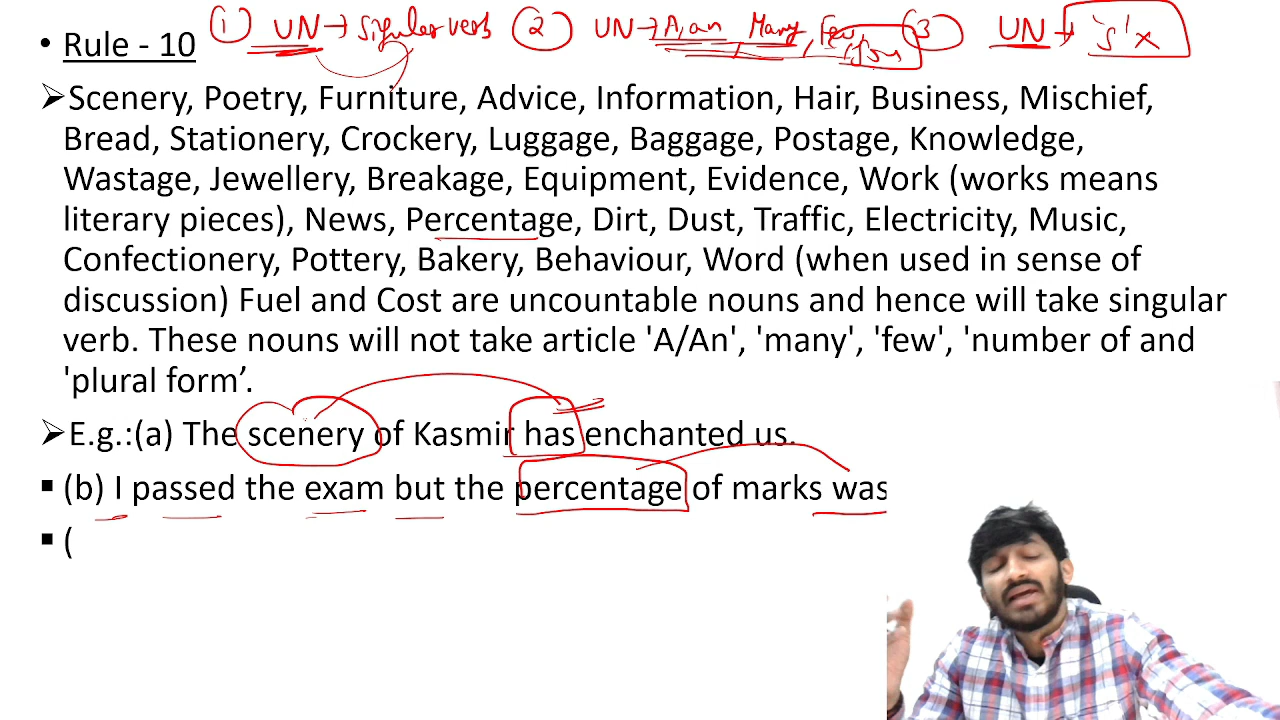 • Rule - 10 ① UN → singular verb ② UN → A, an Many, Few, ③ UN → 's' x
➢Scenery, Poetry, Furniture, Advice, Information, Hair, Business, Mischief,
Bread, Stationery, Crockery, Luggage, Baggage, Postage, Knowledge,
Wastage, Jewellery, Breakage, Equipment, Evidence, Work (works means
literary pieces), News, Percentage, Dirt, Dust, Traffic, Electricity, Music,
Confectionery, Pottery, Bakery, Behaviour, Word (when used in sense of
discussion) Fuel and Cost are uncountable nouns and hence will take singular
verb. These nouns will not take article 'A/An', 'many', 'few', 'number of and
'plural form’.
➢E.g.:(a) The scenery of Kasmir has enchanted us.
▪ (b) I passed the exam but the percentage of marks was
▪ (